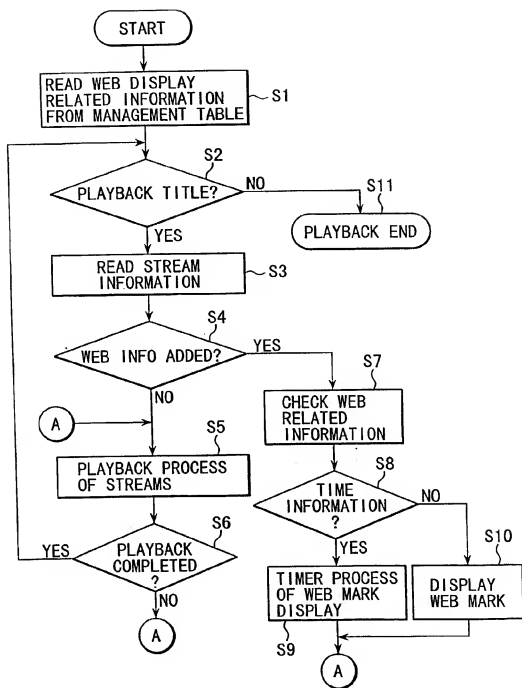 START
READ WEB DISPLAY
RELATED INFORMATION
FROM MANAGEMENT TABLE
S1
S2
PLAYBACK TITLE?
NO
YES
S11
PLAYBACK END
READ STREAM
INFORMATION
S3
S4
WEB INFO ADDED?
YES
NO
A
S5
PLAYBACK PROCESS
OF STREAMS
S6
PLAYBACK
COMPLETED
?
YES
NO
A
S7
CHECK WEB
RELATED
INFORMATION
S8
TIME
INFORMATION
?
NO
YES
S10
TIMER PROCESS
OF WEB MARK
DISPLAY
S9
DISPLAY
WEB MARK
A